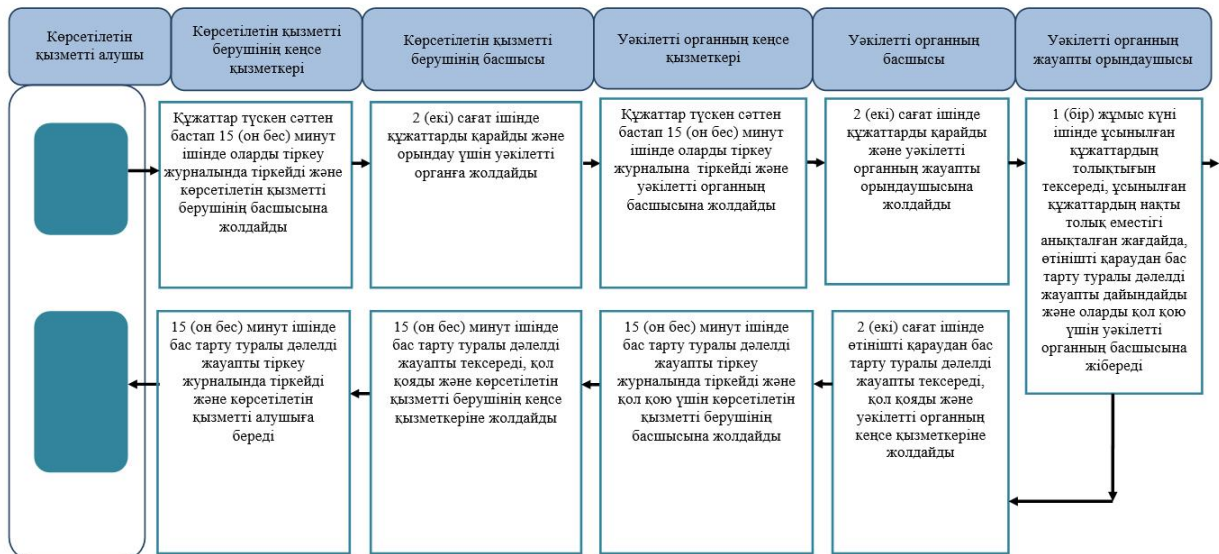 Көрсетілетін
қызметті алушы
Көрсетілетін қызметті
берушінің кеңсе
қызметкері
Көрсетілетін қызметті
берушінің басшысы
Уәкілетті органның кеңсе
қызметкері
Уәкілетті органның
басшысы
Уәкілетті органның
жауапты орындаушысы
Құжаттар түскен сәттен
бастап 15 (он бес) минут
ішінде оларды тіркеу
журналында тіркейді және
көрсетілетін қызметті
берушінің басшысына
жолдайды
2 (екі) сағат ішінде
құжаттарды қарайды және
орындау үшін уәкілетті
органға жолдайды
Құжаттар түскен сәттен
бастап 15 (он бес) минут
ішінде оларды тіркеу
журналына тіркейді және
уәкілетті органның
басшысына жолдайды
2 (екі) сағат ішінде
құжаттарды қарайды
және уәкілетті
органның жауапты
орындаушысына
жолдайды
1 (бір) жұмыс күні
ішінде ұсынылған
құжаттардың
толықтығын
тексереді, ұсынылған
құжаттардың нақты
толық еместігі
анықталған жағдайда,
өтінішті қараудан бас
тарту туралы дәлелді
жауапты дайындайды
және оларды қол қою
үшін уәкілетті
органның басшысына
жібереді
15 (он бес) минут ішінде
бас тарту туралы дәлелді
жауапты тіркеу
журналында тіркейді
және көрсетілетін
қызметті алушыға
береді
15 (он бес) минут ішінде
бас тарту туралы дәлелді
жауапты тексереді, қол
қояды және көрсетілетін
қызметті берушінің кеңсе
қызметкеріне жолдайды
15 (он бес) минут ішінде
бас тарту туралы дәлелді
жауапты тіркеу
журналында тіркейді және
қол қою үшін көрсетілетін
қызметті берушінің
басшысына жолдайды
2 (екі) сағат ішінде
өтінішті қараудан бас
тарту туралы дәлелді
жауапты тексереді,
қол қояды және
уәкілетті органның
кеңсе қызметкеріне
жолдайды